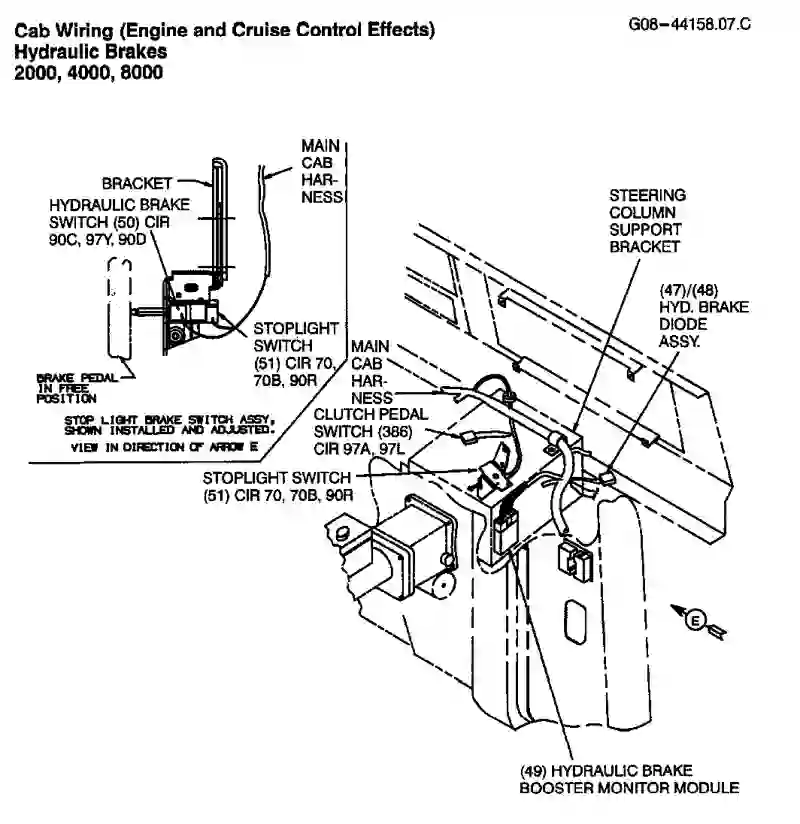 Cab Wiring (Engine and Cruise Control Effects)
Hydraulic Brakes
2000, 4000, 8000
G08-44158.07.C
MAIN
CAB
HAR-
NESS
BRACKET
HYDRAULIC BRAKE
SWITCH (50) CIR
90C, 97Y, 90D
STOPLIGHT
SWITCH
(51) CIR 70,
70B, 90R
BRAKE PEDAL
IN FREE
POSITION
STOP LIGHT BRAKE SWITCH ASSY,
SHOWN INSTALLED AND ADJUSTED.
VIEW IN DIRECTION OF ARROW E
STEERING
COLUMN
SUPPORT
BRACKET
(47)/(48)
HYD. BRAKE
DIODE
ASSY.
MAIN
CAB
HAR-
NESS
CLUTCH PEDAL
SWITCH (386)
CIR 97A, 97L
STOPLIGHT SWITCH
(51) CIR 70, 70B, 90R
E
(49) HYDRAULIC BRAKE
BOOSTER MONITOR MODULE